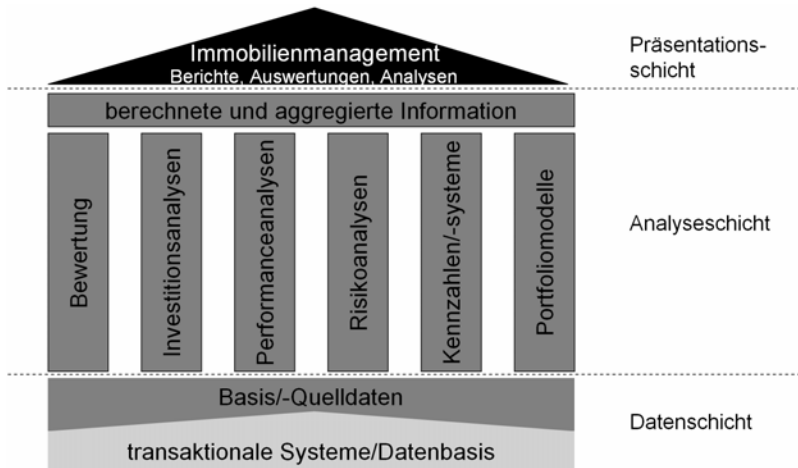 Immobilienmanagement
Berichte, Auswertungen, Analysen
Präsentations-
schicht
berechnete und aggregierte Information
Bewertung
Investitionsanalysen
Performanceanalysen
Risikoanalysen
Kennzahlen/-systeme
Portfoliomodelle
Analyseschicht
Basis/-Quelldaten
Datenschicht
transaktionale Systeme/Datenbasis